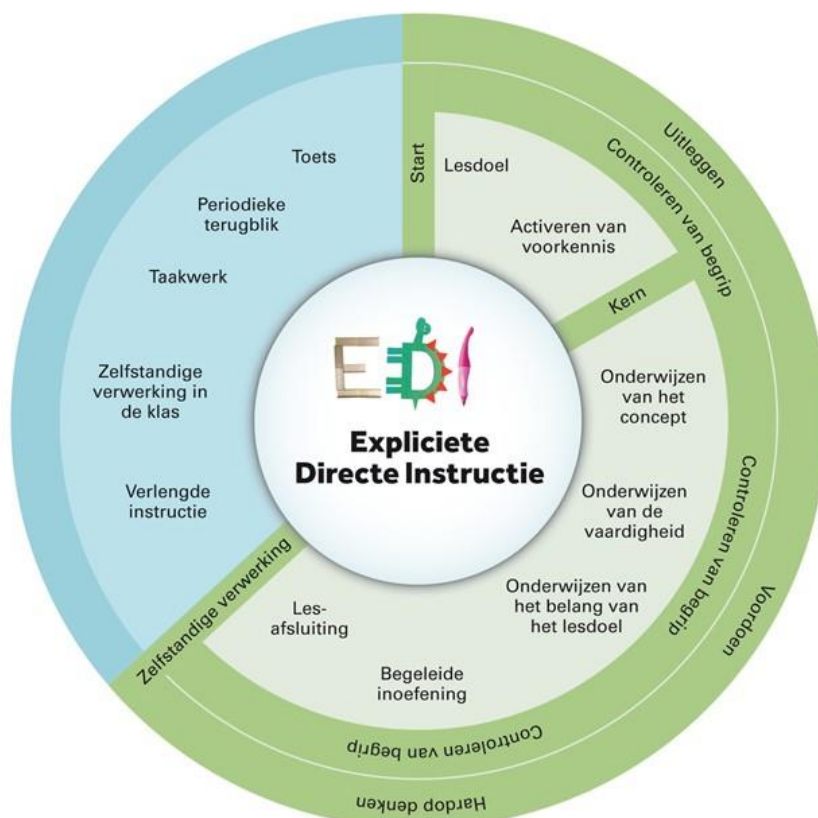 Uitleggen
Controleren van begrip
Start
Lesdoel
Activeren van
voorkennis
Kern
Onderwijzen
van het
concept
Onderwijzen
van de
vaardigheid
Onderwijzen van
het belang van
het lesdoel
Controleren van begrip
Voordoen
Begeleide
inoefening
Les-
afsluiting
Controleren van begrip
Hardop denken
Zelfstandige verwerking
Verlengde
instructie
Zelfstandige
verwerking in
de klas
Taakwerk
Periodieke
terugblik
Toets
EDI
Expliciete
Directe Instructie